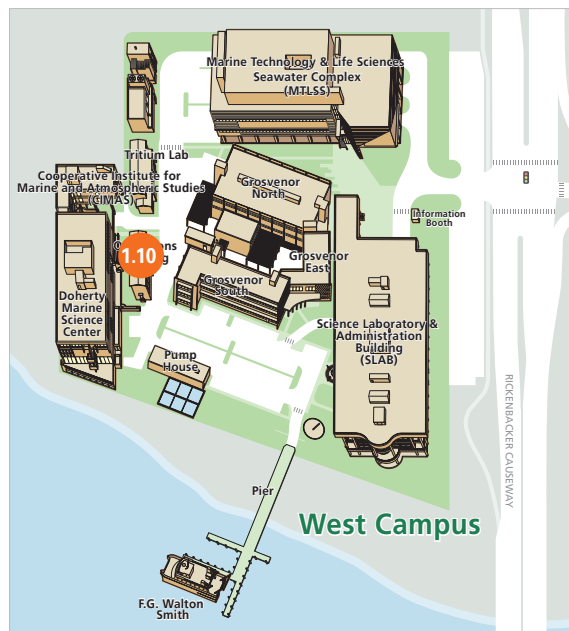 Marine Technology & Life Sciences
Seawater Complex
(MTLSS)
Tritium Lab
Cooperative Institute for
Marine and Atmospheric Studies
(CIMAS)
Grosvenor
North
Information
Booth
1.10
Grosvenor
East
Grosvenor
South
Doherty
Marine
Science
Center
Science Laboratory &
Administration
Building
(SLAB)
Pump
House
RICKENBACKER CAUSEWAY
Pier
West Campus
F.G. Walton
Smith